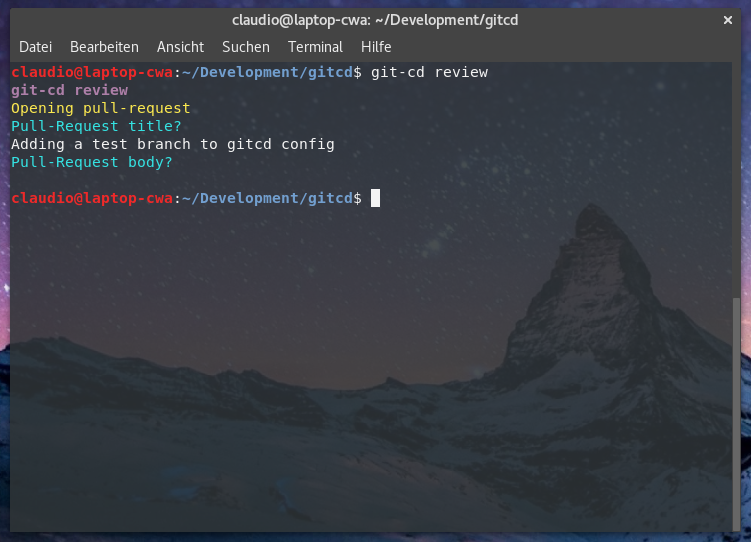 claudio@laptop-cwa: ~/Development/gitcd
Datei Bearbeiten Ansicht Suchen Terminal Hilfe
claudio@laptop-cwa:~/Development/gitcd$ git-cd review
git-cd review
Opening pull-request
Pull-Request title?
Adding a test branch to gitcd config
Pull-Request body?
claudio@laptop-cwa:~/Development/gitcd$